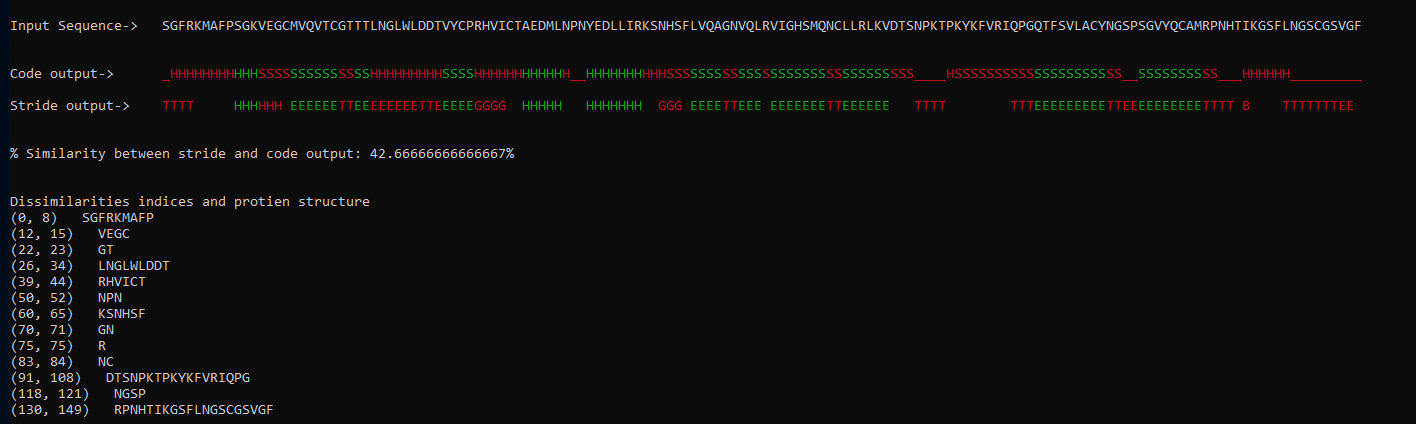 Input Sequence-> SGFRKMAFPSGKVEGCMVQVTCGTTTLNGLWLDDTVYCPRHVICTAEDMLNPNYEDLLIRKSNHSFLVQAGNVQLRVIGHSMQNCLLRLKVDTSNPKTPKYKFVRIQPGQTFSVLACYNGSPSGVYQCAMRPNHTIKGSFLNGSCGSVGF
Code output-> _HHHHHHHHHHHSSSSSSSSSSSSSSHHHHHHHHHSSSSHHHHHHHHHHHH__HHHHHHHHHHSSSSSSSSSSSSSSSSSSSSSSSSSSSSSSS____HSSSSSSSSSSSSSSSSSSSSS__SSSSSSSSSS___HHHHHH_________
Stride output-> TTTT     HHHHHH EEEEEETTEEEEEEEETTEEEEEGGGG  HHHHH   HHHHHHH  GGG EEEETTEEE EEEEEEETTEEEEEE   TTTT        TTTEEEEEEEEETTEEEEEEEEEETTTT B    TTTTTTTEE
% Similarity between stride and code output: 42.66666666666667%
Dissimilarities indices and protien structure
(0, 8) SGFRKMAFP
(12, 15) VEGC
(22, 23) GT
(26, 34) LNGLWLDDT
(39, 44) RHVICT
(50, 52) NPN
(60, 65) KSNHSF
(70, 71) GN
(75, 75) R
(83, 84) NC
(91, 108) DTSNPKTPKYKFVRIQPG
(118, 121) NGSP
(130, 149) RPNHTIKGSFLNGSCGSVGF